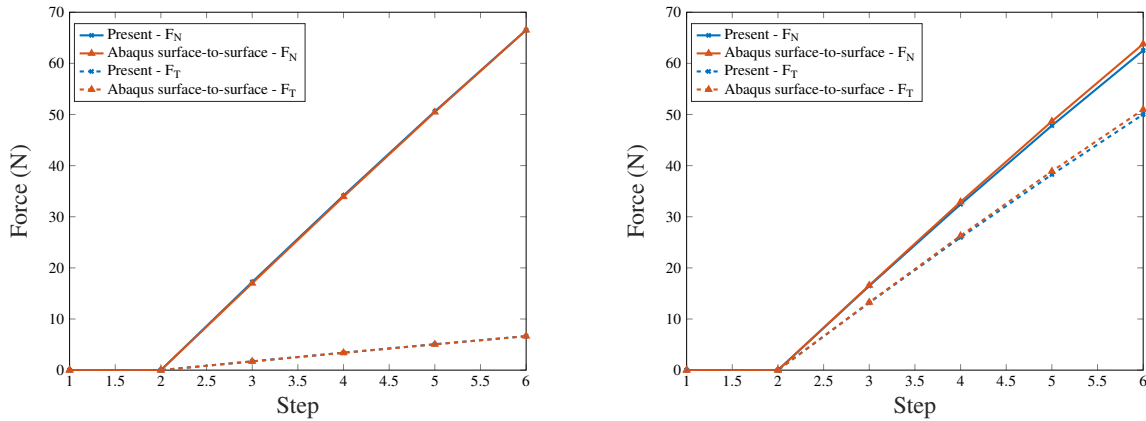 70
60
50
40
30
20
10
0
Force (N)
1 1.5 2 2.5 3 3.5 4 4.5 5 5.5 6
Step
Present - F_N
Abaqus surface-to-surface - F_N
Present - F_T
Abaqus surface-to-surface - F_T
70
60
50
40
30
20
10
0
Force (N)
1 1.5 2 2.5 3 3.5 4 4.5 5 5.5 6
Step
Present - F_N
Abaqus surface-to-surface - F_N
Present - F_T
Abaqus surface-to-surface - F_T